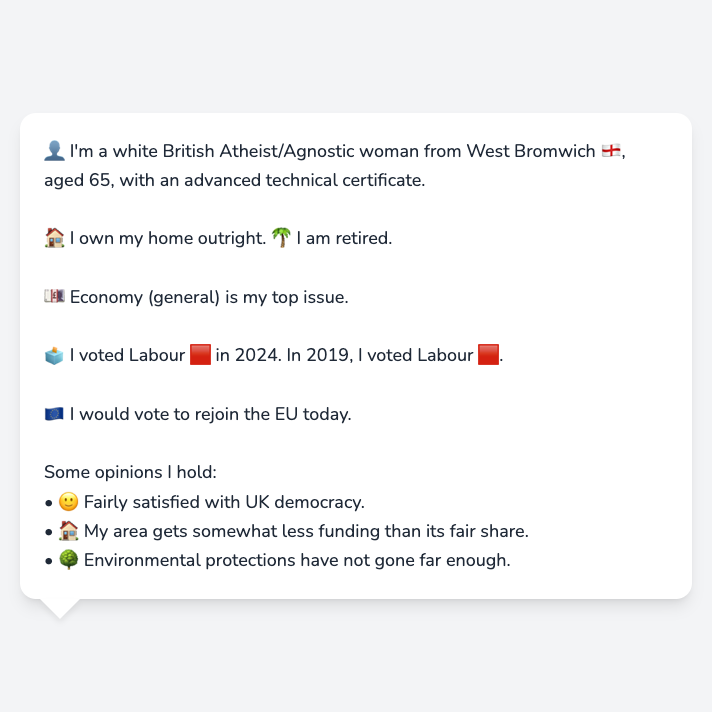 👤 I'm a white British Atheist/Agnostic woman from West Bromwich 🏴󠁧󠁢󠁥󠁮󠁧󠁿,
aged 65, with an advanced technical certificate.
🏠 I own my home outright. 🌴 I am retired.
💷 Economy (general) is my top issue.
🗳️ I voted Labour 🟥 in 2024. In 2019, I voted Labour 🟥.
🇪🇺 I would vote to rejoin the EU today.
Some opinions I hold:
• 🙂 Fairly satisfied with UK democracy.
• 🏠 My area gets somewhat less funding than its fair share.
• 🌳 Environmental protections have not gone far enough.